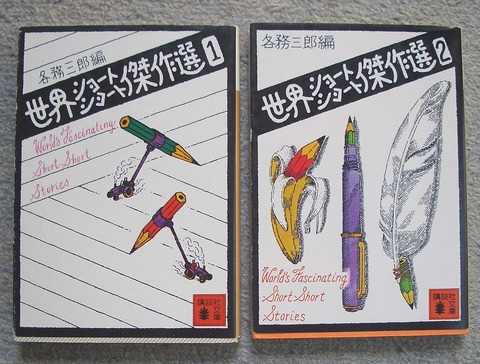 各務三郎編
世界ショートショート傑作選1
World's Fascinating
Short Short
Stories
講談社
文庫
各務三郎編
世界ショートショート傑作選2
World's Fascinating
Short Short
Stories
講談社
文庫